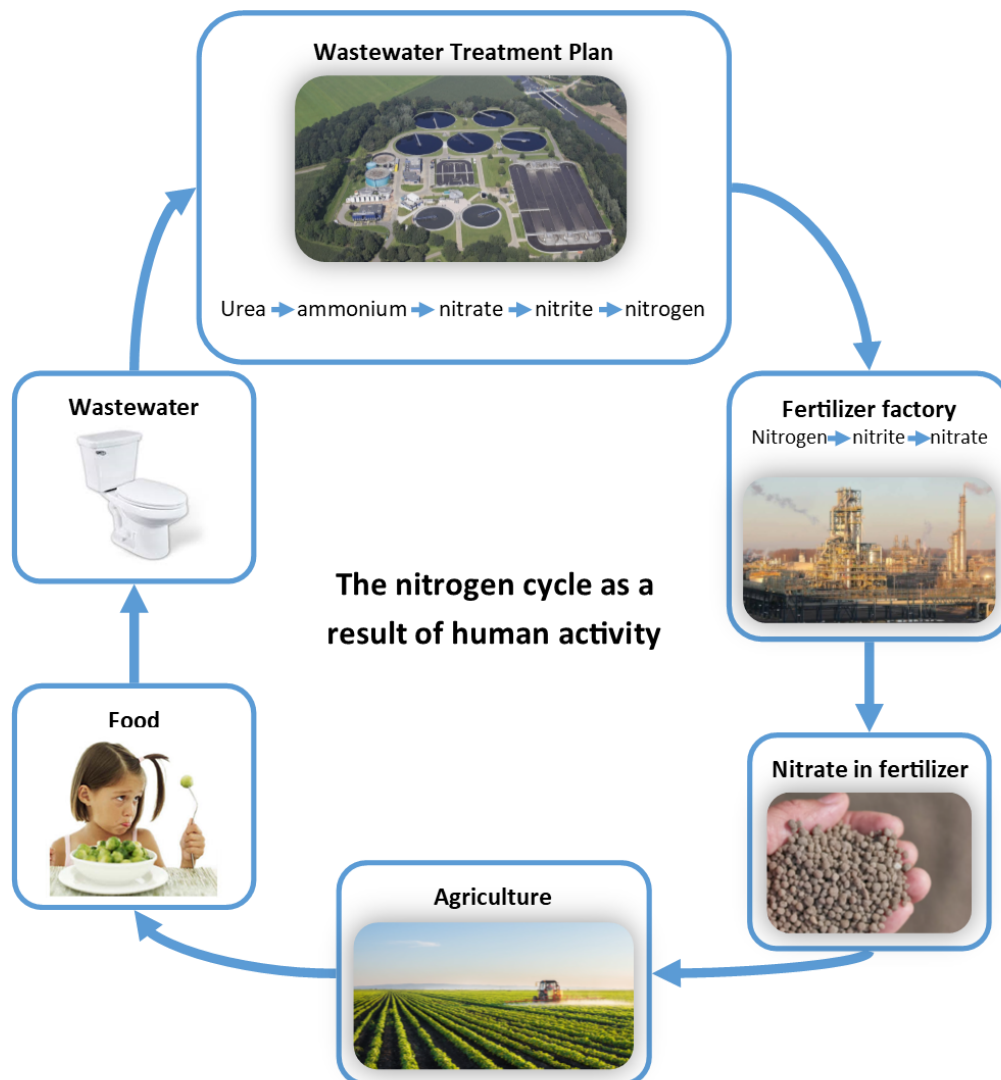 Wastewater Treatment Plan
Urea ammonium nitrate nitrite nitrogen
Wastewater
Fertilizer factory
Nitrogen nitrite nitrate
The nitrogen cycle as a
result of human activity
Food
Nitrate in fertilizer
Agriculture